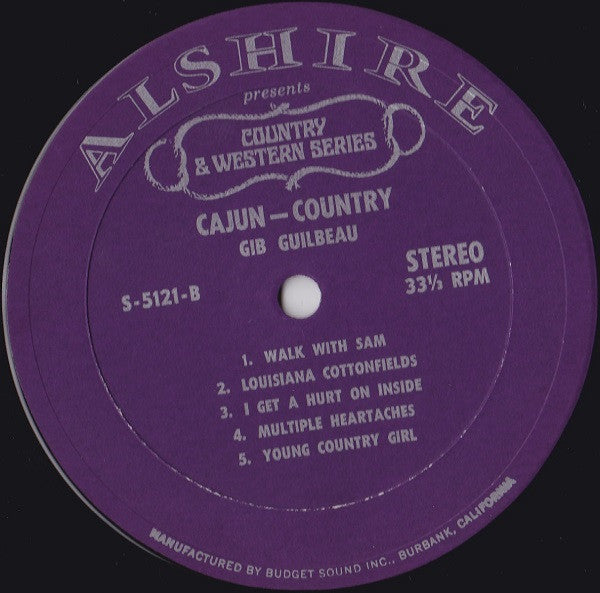 ALSHIRE
presents
COUNTRY
& WESTERN SERIES
CAJUN — COUNTRY
GIB GUILBEAU
S-5121-B
STEREO
33⅓ RPM
1. WALK WITH SAM
2. LOUISIANA COTTONFIELDS
3. I GET A HURT ON INSIDE
4. MULTIPLE HEARTACHES
5. YOUNG COUNTRY GIRL
MANUFACTURED BY BUDGET SOUND INC., BURBANK, CALIFORNIA